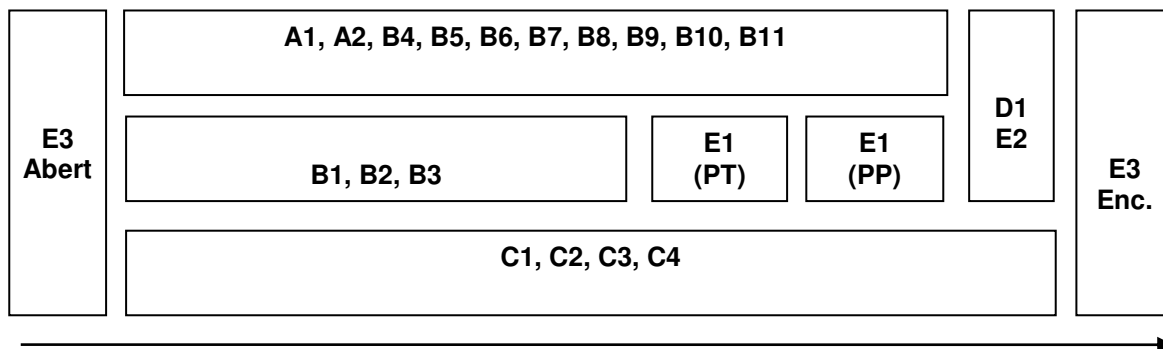 E3
Abert
A1, A2, B4, B5, B6, B7, B8, B9, B10, B11
B1, B2, B3
E1
(PT)
E1
(PP)
D1
E2
C1, C2, C3, C4
E3
Enc.